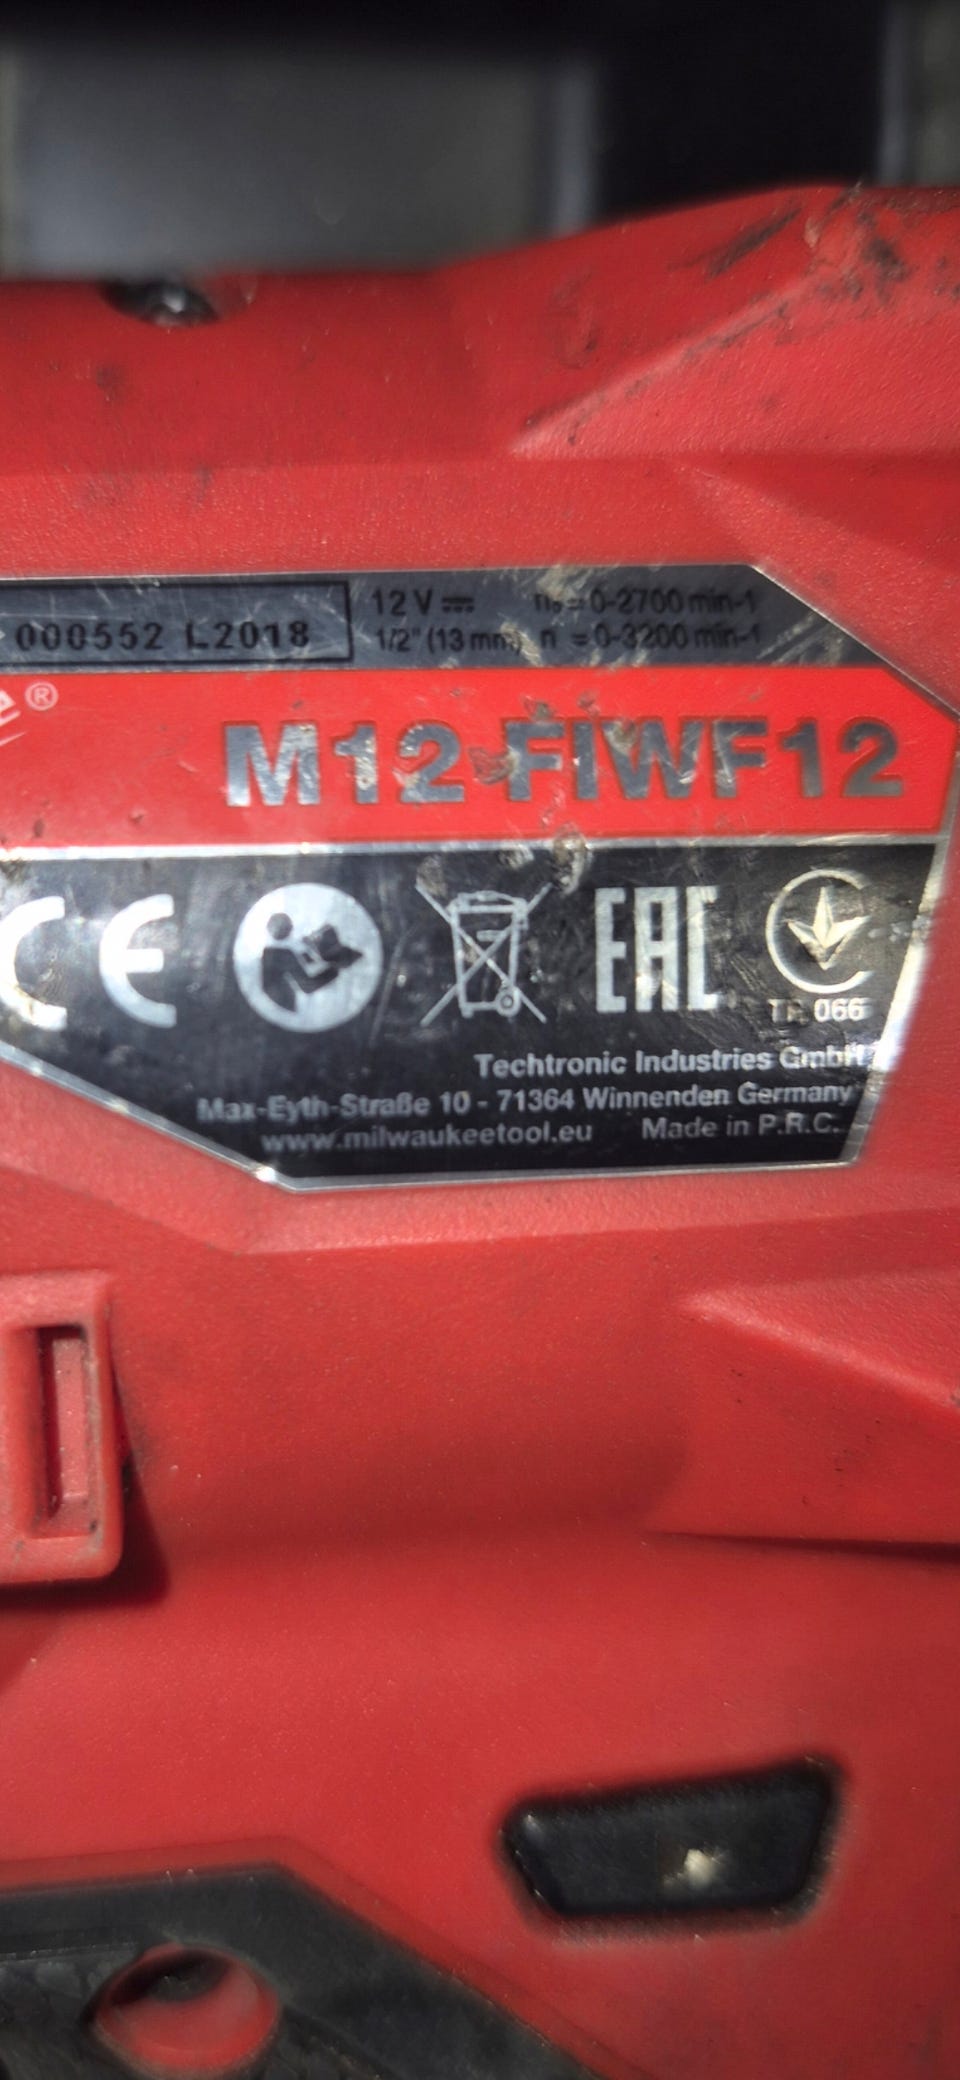 000552 L2018
12 V n₀ = 0-2700 min-1
1/2" (13 mm) n = 0-3200 min-1
®
M12 FIWF12
CE EAC
TR 066
Techtronic Industries GmbH
Max-Eyth-Straße 10 - 71364 Winnenden Germany
www.milwaukeetool.eu Made in P.R.C.